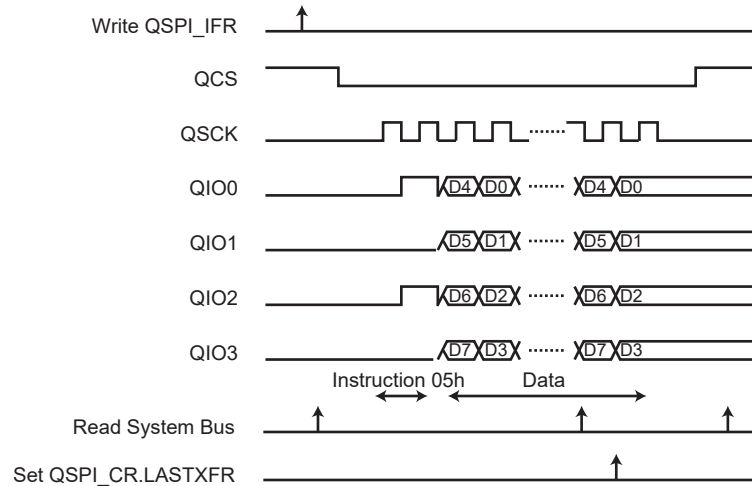 Write QSPI_IFR
QCS
QSCK
QIO0 D4 D0 D4 D0
QIO1 D5 D1 D5 D1
QIO2 D6 D2 D6 D2
QIO3 D7 D3 D7 D3
Instruction 05h Data
Read System Bus
Set QSPI_CR.LASTXFR